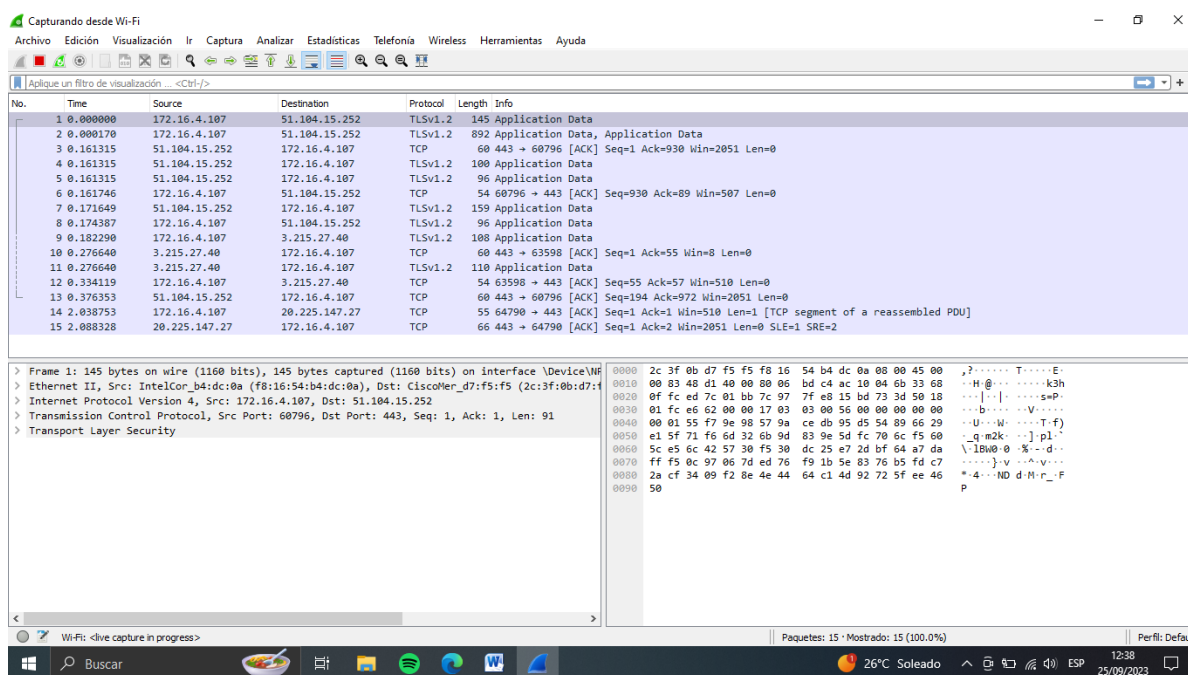 Capturando desde Wi-Fi
Archivo Edición Visualización Ir Captura Analizar Estadísticas Telefonía Wireless Herramientas Ayuda
Aplique un filtro de visualización ... <Ctrl-/>
No. Time Source Destination Protocol Length Info
1 0.000000 172.16.4.107 51.104.15.252 TLSv1.2 145 Application Data
2 0.000170 172.16.4.107 51.104.15.252 TLSv1.2 892 Application Data, Application Data
3 0.161315 51.104.15.252 172.16.4.107 TCP 60 443 → 60796 [ACK] Seq=1 Ack=930 Win=2051 Len=0
4 0.161315 51.104.15.252 172.16.4.107 TLSv1.2 100 Application Data
5 0.161315 51.104.15.252 172.16.4.107 TLSv1.2 96 Application Data
6 0.161746 172.16.4.107 51.104.15.252 TCP 54 60796 → 443 [ACK] Seq=930 Ack=89 Win=507 Len=0
7 0.171649 51.104.15.252 172.16.4.107 TLSv1.2 159 Application Data
8 0.174387 172.16.4.107 51.104.15.252 TLSv1.2 96 Application Data
9 0.182290 172.16.4.107 3.215.27.40 TLSv1.2 108 Application Data
10 0.276640 3.215.27.40 172.16.4.107 TCP 60 443 → 63598 [ACK] Seq=1 Ack=55 Win=8 Len=0
11 0.276640 3.215.27.40 172.16.4.107 TLSv1.2 110 Application Data
12 0.334119 172.16.4.107 3.215.27.40 TCP 54 63598 → 443 [ACK] Seq=55 Ack=57 Win=510 Len=0
13 0.376353 51.104.15.252 172.16.4.107 TCP 60 443 → 60796 [ACK] Seq=194 Ack=972 Win=2051 Len=0
14 2.038753 172.16.4.107 20.225.147.27 TCP 55 64790 → 443 [ACK] Seq=1 Ack=1 Win=510 Len=1 [TCP segment of a reassembled PDU]
15 2.088328 20.225.147.27 172.16.4.107 TCP 66 443 → 64790 [ACK] Seq=1 Ack=2 Win=2051 Len=0 SLE=1 SRE=2
> Frame 1: 145 bytes on wire (1160 bits), 145 bytes captured (1160 bits) on interface \Device\NP
> Ethernet II, Src: IntelCor_b4:dc:0a (f8:16:54:b4:dc:0a), Dst: CiscoMer_d7:f5:f5 (2c:3f:0b:d7:f
> Internet Protocol Version 4, Src: 172.16.4.107, Dst: 51.104.15.252
> Transmission Control Protocol, Src Port: 60796, Dst Port: 443, Seq: 1, Ack: 1, Len: 91
> Transport Layer Security
0000 2c 3f 0b d7 f5 f5 f8 16 54 b4 dc 0a 08 00 45 00 ,?······ T·····E·
0010 00 83 48 d1 40 00 80 06 bd c4 ac 10 04 6b 33 68 ··H·@··· ·····k3h
0020 0f fc ed 7c 01 bb 7c 97 7f e8 15 bd 73 3d 50 18 ···|··|· ····s=P·
0030 01 fc e6 62 00 00 17 03 03 00 56 00 00 00 00 00 ···b···· ··V·····
0040 00 01 55 f7 9e 98 57 9a ce db 95 d5 54 89 66 29 ··U···W· ····T·f)
0050 e1 5f 71 f6 6d 32 6b 9d 83 9e 5d fc 70 6c f5 60 ·_q·m2k· ··]·pl·`
0060 5c e5 6c 42 57 30 f5 30 dc 25 e7 2d bf 64 a7 da \·lBW0·0 ·%·-·d··
0070 ff f5 0c 97 06 7d ed 76 f9 1b 5e 83 76 b5 fd c7 ·····}·v ··^·v···
0080 2a cf 34 09 f2 8e 4e 44 64 c1 4d 92 72 5f ee 46 *·4···ND d·M·r_·F
0090 50 P
Wi-Fi: <live capture in progress>
Paquetes: 15 · Mostrado: 15 (100.0%)
Perfil: Defau
Buscar
26°C Soleado
ESP
12:38
25/09/2023